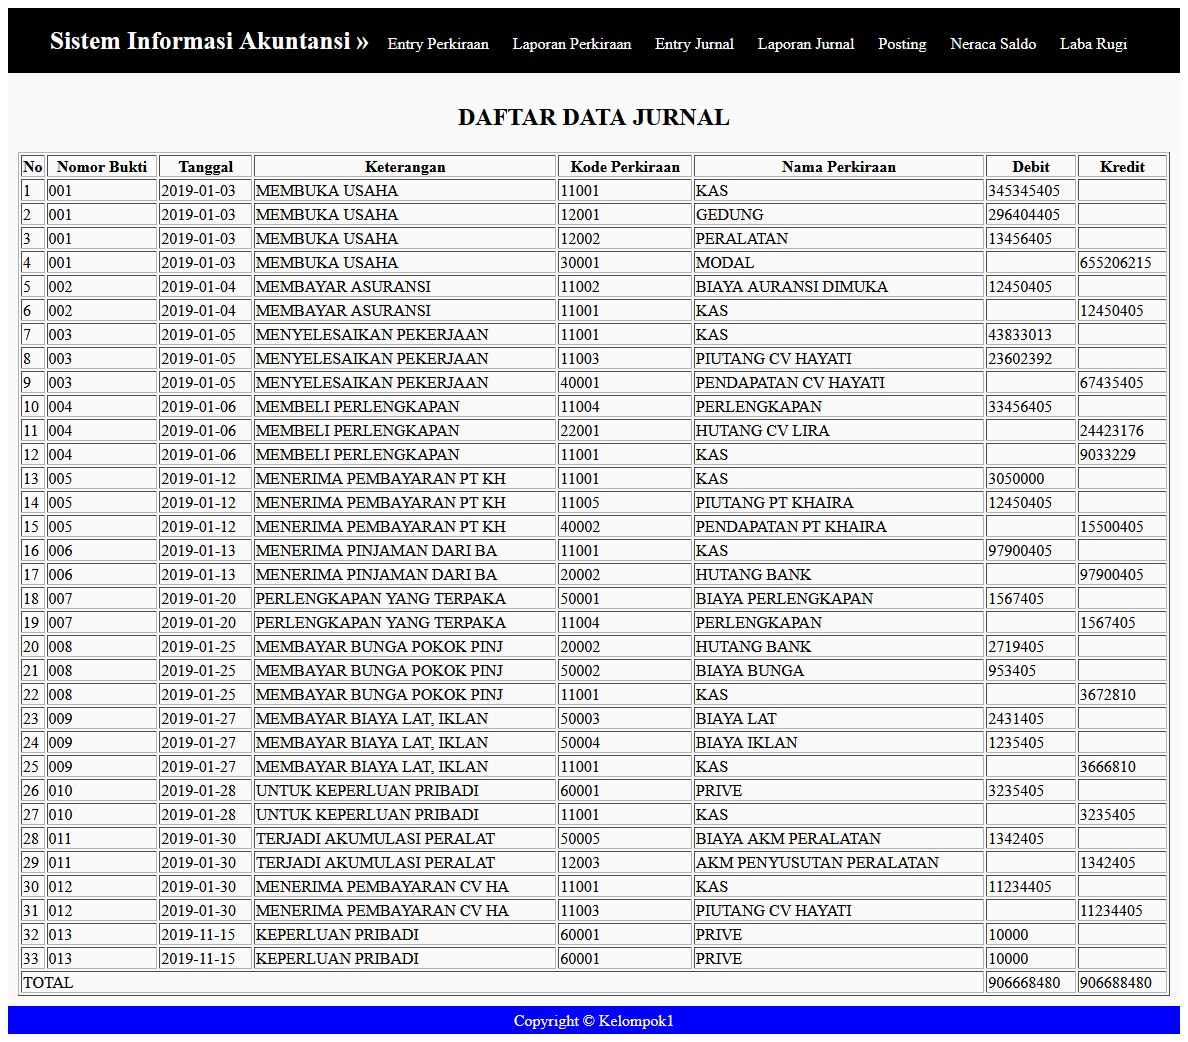 Sistem Informasi Akuntansi » Entry Perkiraan Laporan Perkiraan Entry Jurnal Laporan Jurnal Posting Neraca Saldo Laba Rugi
DAFTAR DATA JURNAL
No Nomor Bukti Tanggal Keterangan Kode Perkiraan Nama Perkiraan Debit Kredit
1 001 2019-01-03 MEMBUKA USAHA 11001 KAS 345345405
2 001 2019-01-03 MEMBUKA USAHA 12001 GEDUNG 296404405
3 001 2019-01-03 MEMBUKA USAHA 12002 PERALATAN 13456405
4 001 2019-01-03 MEMBUKA USAHA 30001 MODAL 655206215
5 002 2019-01-04 MEMBAYAR ASURANSI 11002 BIAYA AURANSI DIMUKA 12450405
6 002 2019-01-04 MEMBAYAR ASURANSI 11001 KAS 12450405
7 003 2019-01-05 MENYELESAIKAN PEKERJAAN 11001 KAS 43833013
8 003 2019-01-05 MENYELESAIKAN PEKERJAAN 11003 PIUTANG CV HAYATI 23602392
9 003 2019-01-05 MENYELESAIKAN PEKERJAAN 40001 PENDAPATAN CV HAYATI 67435405
10 004 2019-01-06 MEMBELI PERLENGKAPAN 11004 PERLENGKAPAN 33456405
11 004 2019-01-06 MEMBELI PERLENGKAPAN 22001 HUTANG CV LIRA 24423176
12 004 2019-01-06 MEMBELI PERLENGKAPAN 11001 KAS 9033229
13 005 2019-01-12 MENERIMA PEMBAYARAN PT KH 11001 KAS 3050000
14 005 2019-01-12 MENERIMA PEMBAYARAN PT KH 11005 PIUTANG PT KHAIRA 12450405
15 005 2019-01-12 MENERIMA PEMBAYARAN PT KH 40002 PENDAPATAN PT KHAIRA 15500405
16 006 2019-01-13 MENERIMA PINJAMAN DARI BA 11001 KAS 97900405
17 006 2019-01-13 MENERIMA PINJAMAN DARI BA 20002 HUTANG BANK 97900405
18 007 2019-01-20 PERLENGKAPAN YANG TERPAKA 50001 BIAYA PERLENGKAPAN 1567405
19 007 2019-01-20 PERLENGKAPAN YANG TERPAKA 11004 PERLENGKAPAN 1567405
20 008 2019-01-25 MEMBAYAR BUNGA POKOK PINJ 20002 HUTANG BANK 2719405
21 008 2019-01-25 MEMBAYAR BUNGA POKOK PINJ 50002 BIAYA BUNGA 953405
22 008 2019-01-25 MEMBAYAR BUNGA POKOK PINJ 11001 KAS 3672810
23 009 2019-01-27 MEMBAYAR BIAYA LAT, IKLAN 50003 BIAYA LAT 2431405
24 009 2019-01-27 MEMBAYAR BIAYA LAT, IKLAN 50004 BIAYA IKLAN 1235405
25 009 2019-01-27 MEMBAYAR BIAYA LAT, IKLAN 11001 KAS 3666810
26 010 2019-01-28 UNTUK KEPERLUAN PRIBADI 60001 PRIVE 3235405
27 010 2019-01-28 UNTUK KEPERLUAN PRIBADI 11001 KAS 3235405
28 011 2019-01-30 TERJADI AKUMULASI PERALAT 50005 BIAYA AKM PERALATAN 1342405
29 011 2019-01-30 TERJADI AKUMULASI PERALAT 12003 AKM PENYUSUTAN PERALATAN 1342405
30 012 2019-01-30 MENERIMA PEMBAYARAN CV HA 11001 KAS 11234405
31 012 2019-01-30 MENERIMA PEMBAYARAN CV HA 11003 PIUTANG CV HAYATI 11234405
32 013 2019-11-15 KEPERLUAN PRIBADI 60001 PRIVE 10000
33 013 2019-11-15 KEPERLUAN PRIBADI 60001 PRIVE 10000
TOTAL 906668480 906688480
Copyright © Kelompok1